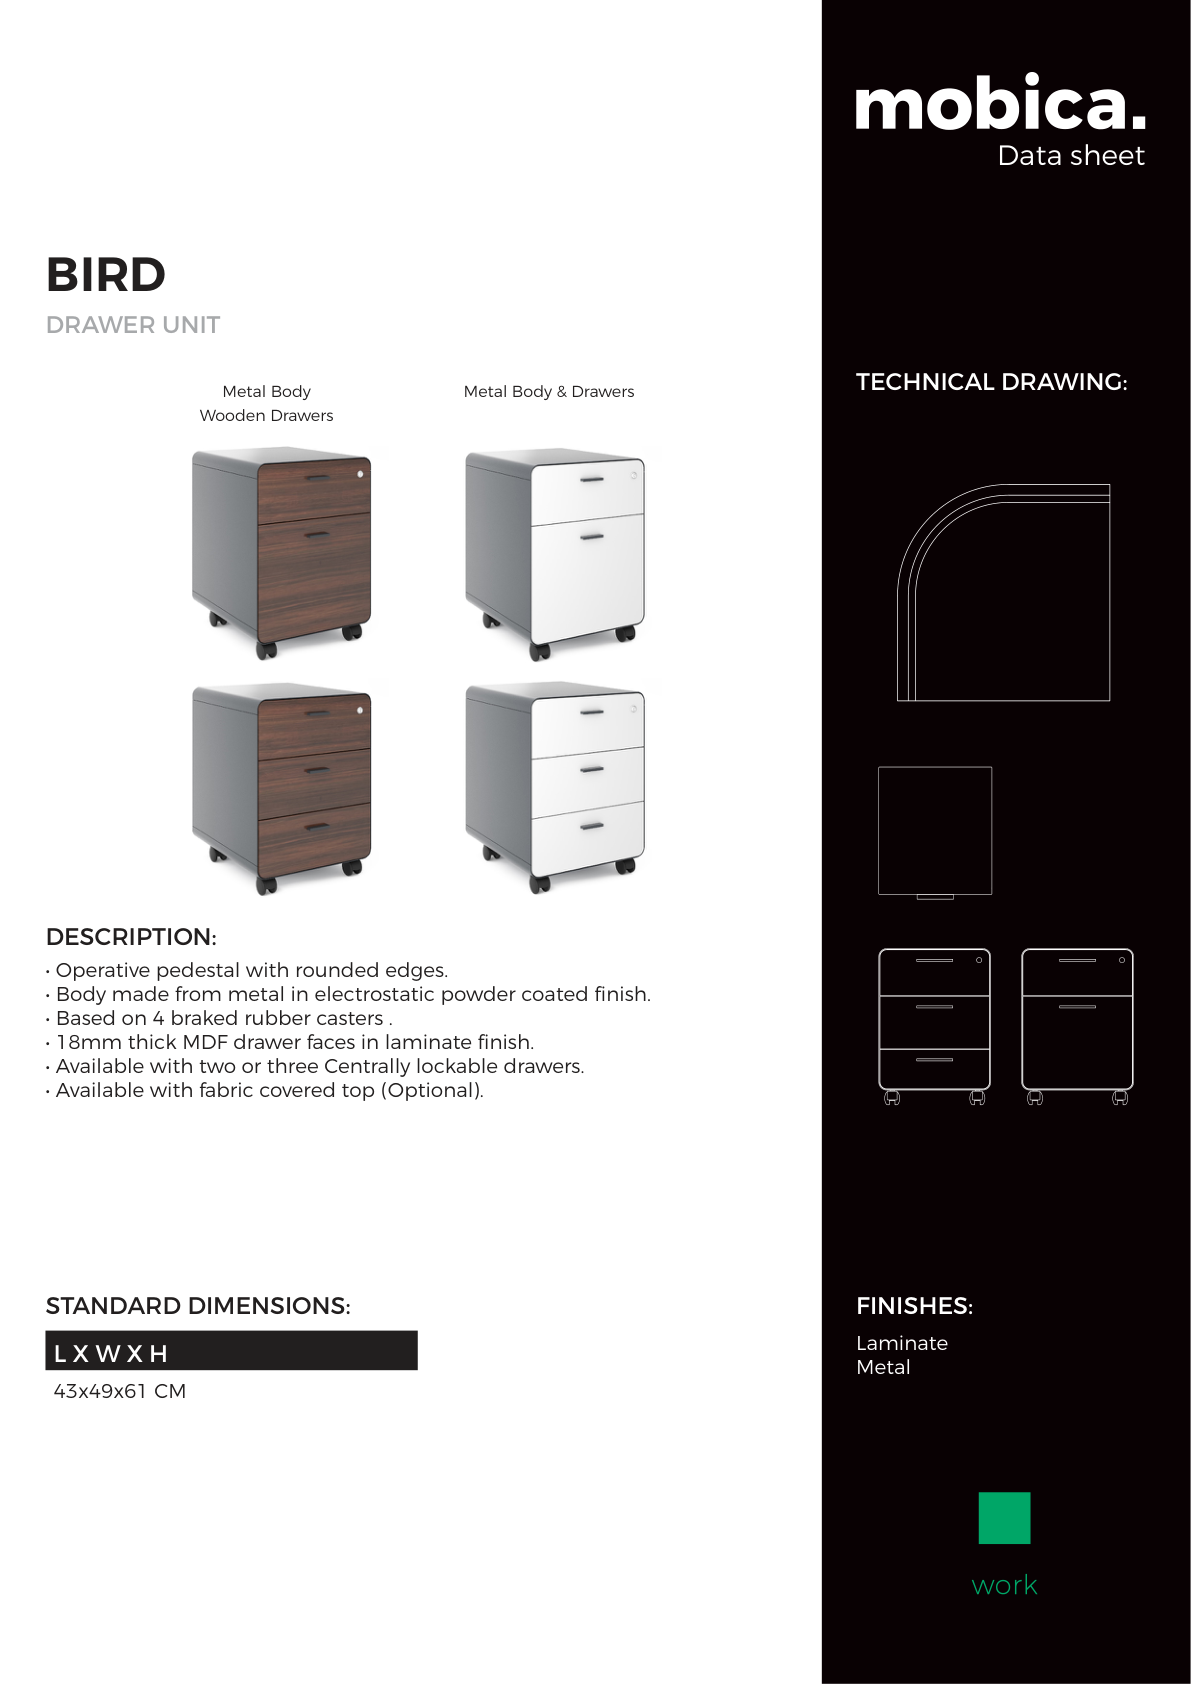 mobica.
Data sheet
BIRD
DRAWER UNIT
Metal Body
Wooden Drawers
Metal Body & Drawers
TECHNICAL DRAWING:
DESCRIPTION:
• Operative pedestal with rounded edges.
• Body made from metal in electrostatic powder coated finish.
• Based on 4 braked rubber casters .
• 18mm thick MDF drawer faces in laminate finish.
• Available with two or three Centrally lockable drawers.
• Available with fabric covered top (Optional).
STANDARD DIMENSIONS:
L X W X H
43x49x61 CM
FINISHES:
Laminate
Metal
work